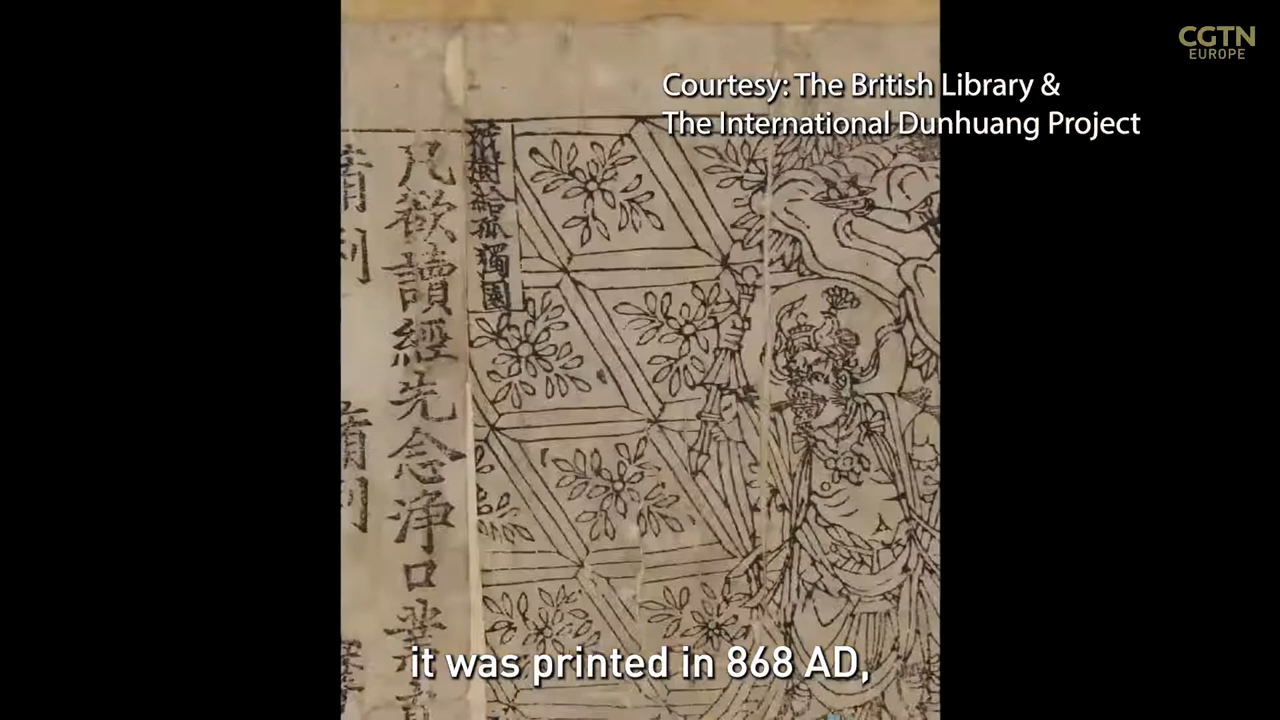 CGTN
EUROPE
Courtesy: The British Library &
The International Dunhuang Project
祇樹給孤獨園
凡欲讀經先念淨口業
it was printed in 868 AD,